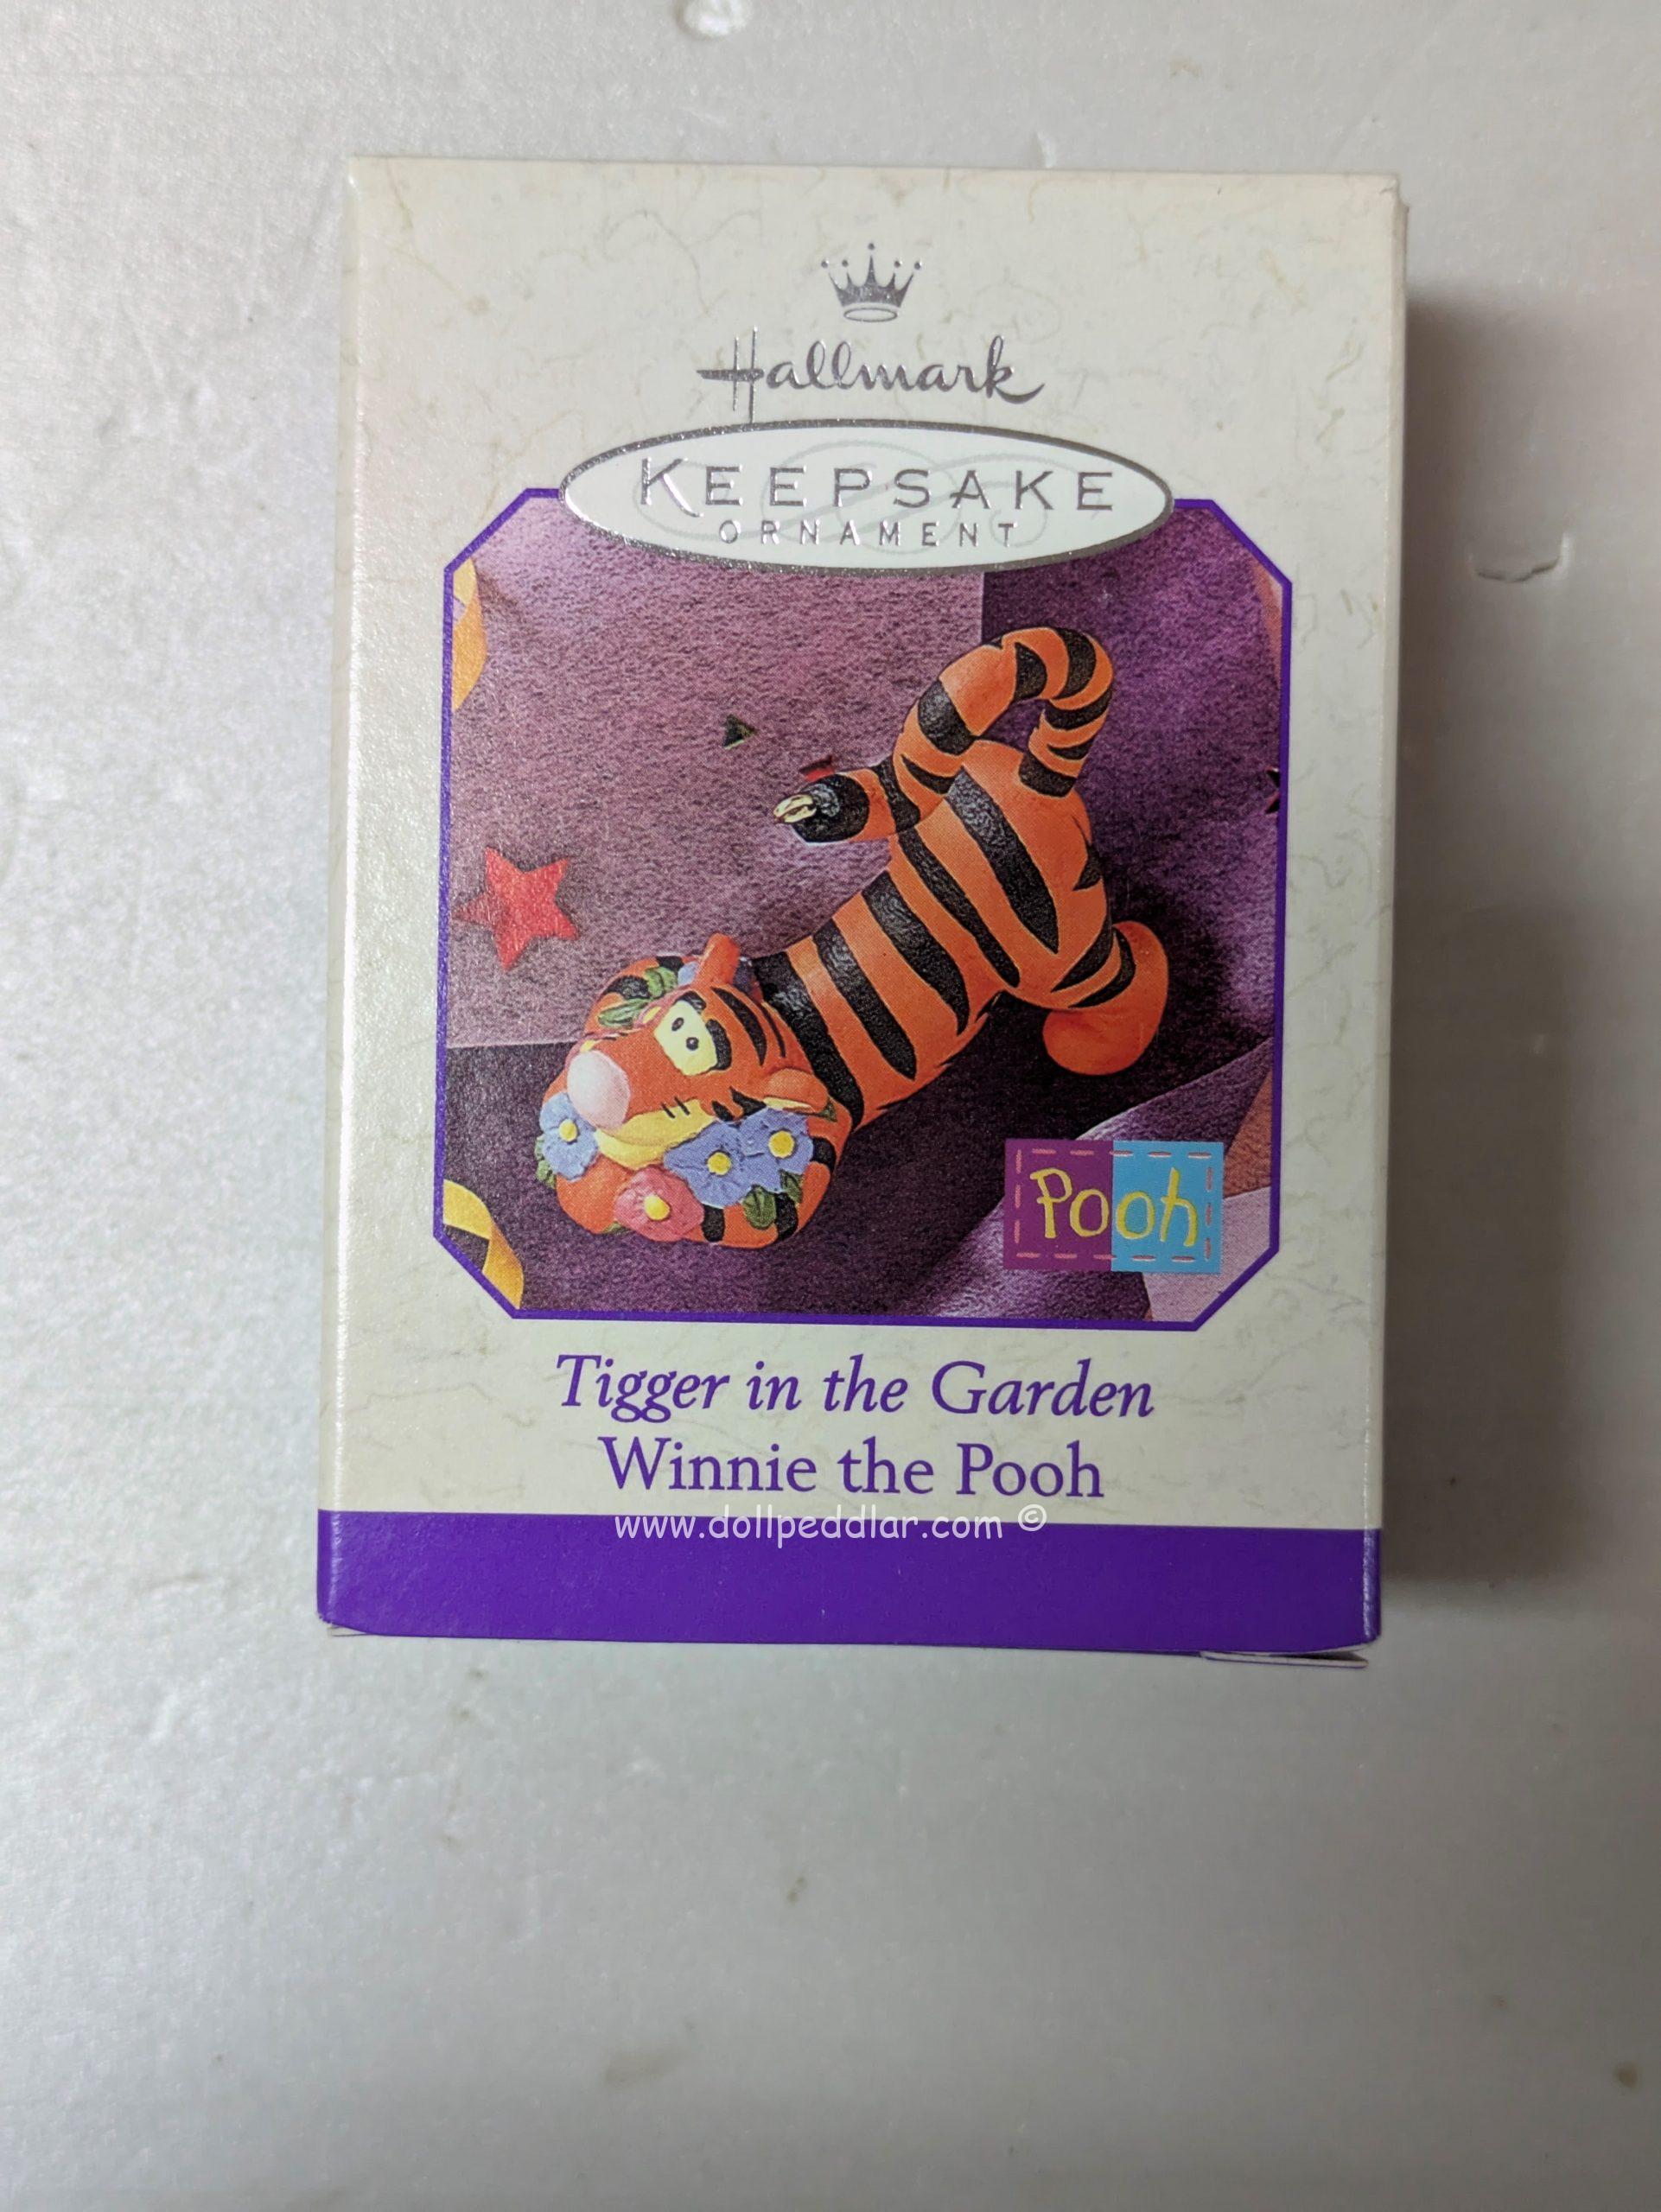 Hallmark
KEEPSAKE
ORNAMENT
Pooh
Tigger in the Garden
Winnie the Pooh
www.dollpeddlar.com ©